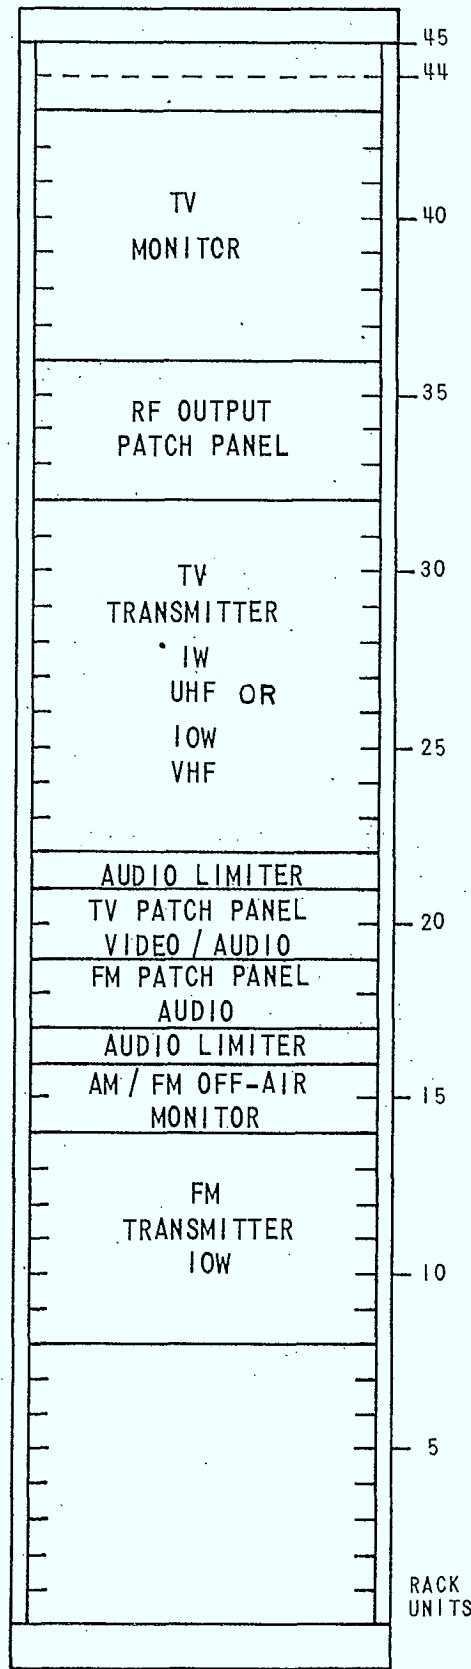 45
44
TV
MONITOR
40
35
RF OUTPUT
PATCH PANEL
30
TV
TRANSMITTER
1W
UHF OR
10W
VHF
25
AUDIO LIMITER
TV PATCH PANEL
VIDEO / AUDIO
20
FM PATCH PANEL
AUDIO
AUDIO LIMITER
AM / FM OFF-AIR
MONITOR
15
FM
TRANSMITTER
10W
10
5
RACK
UNITS